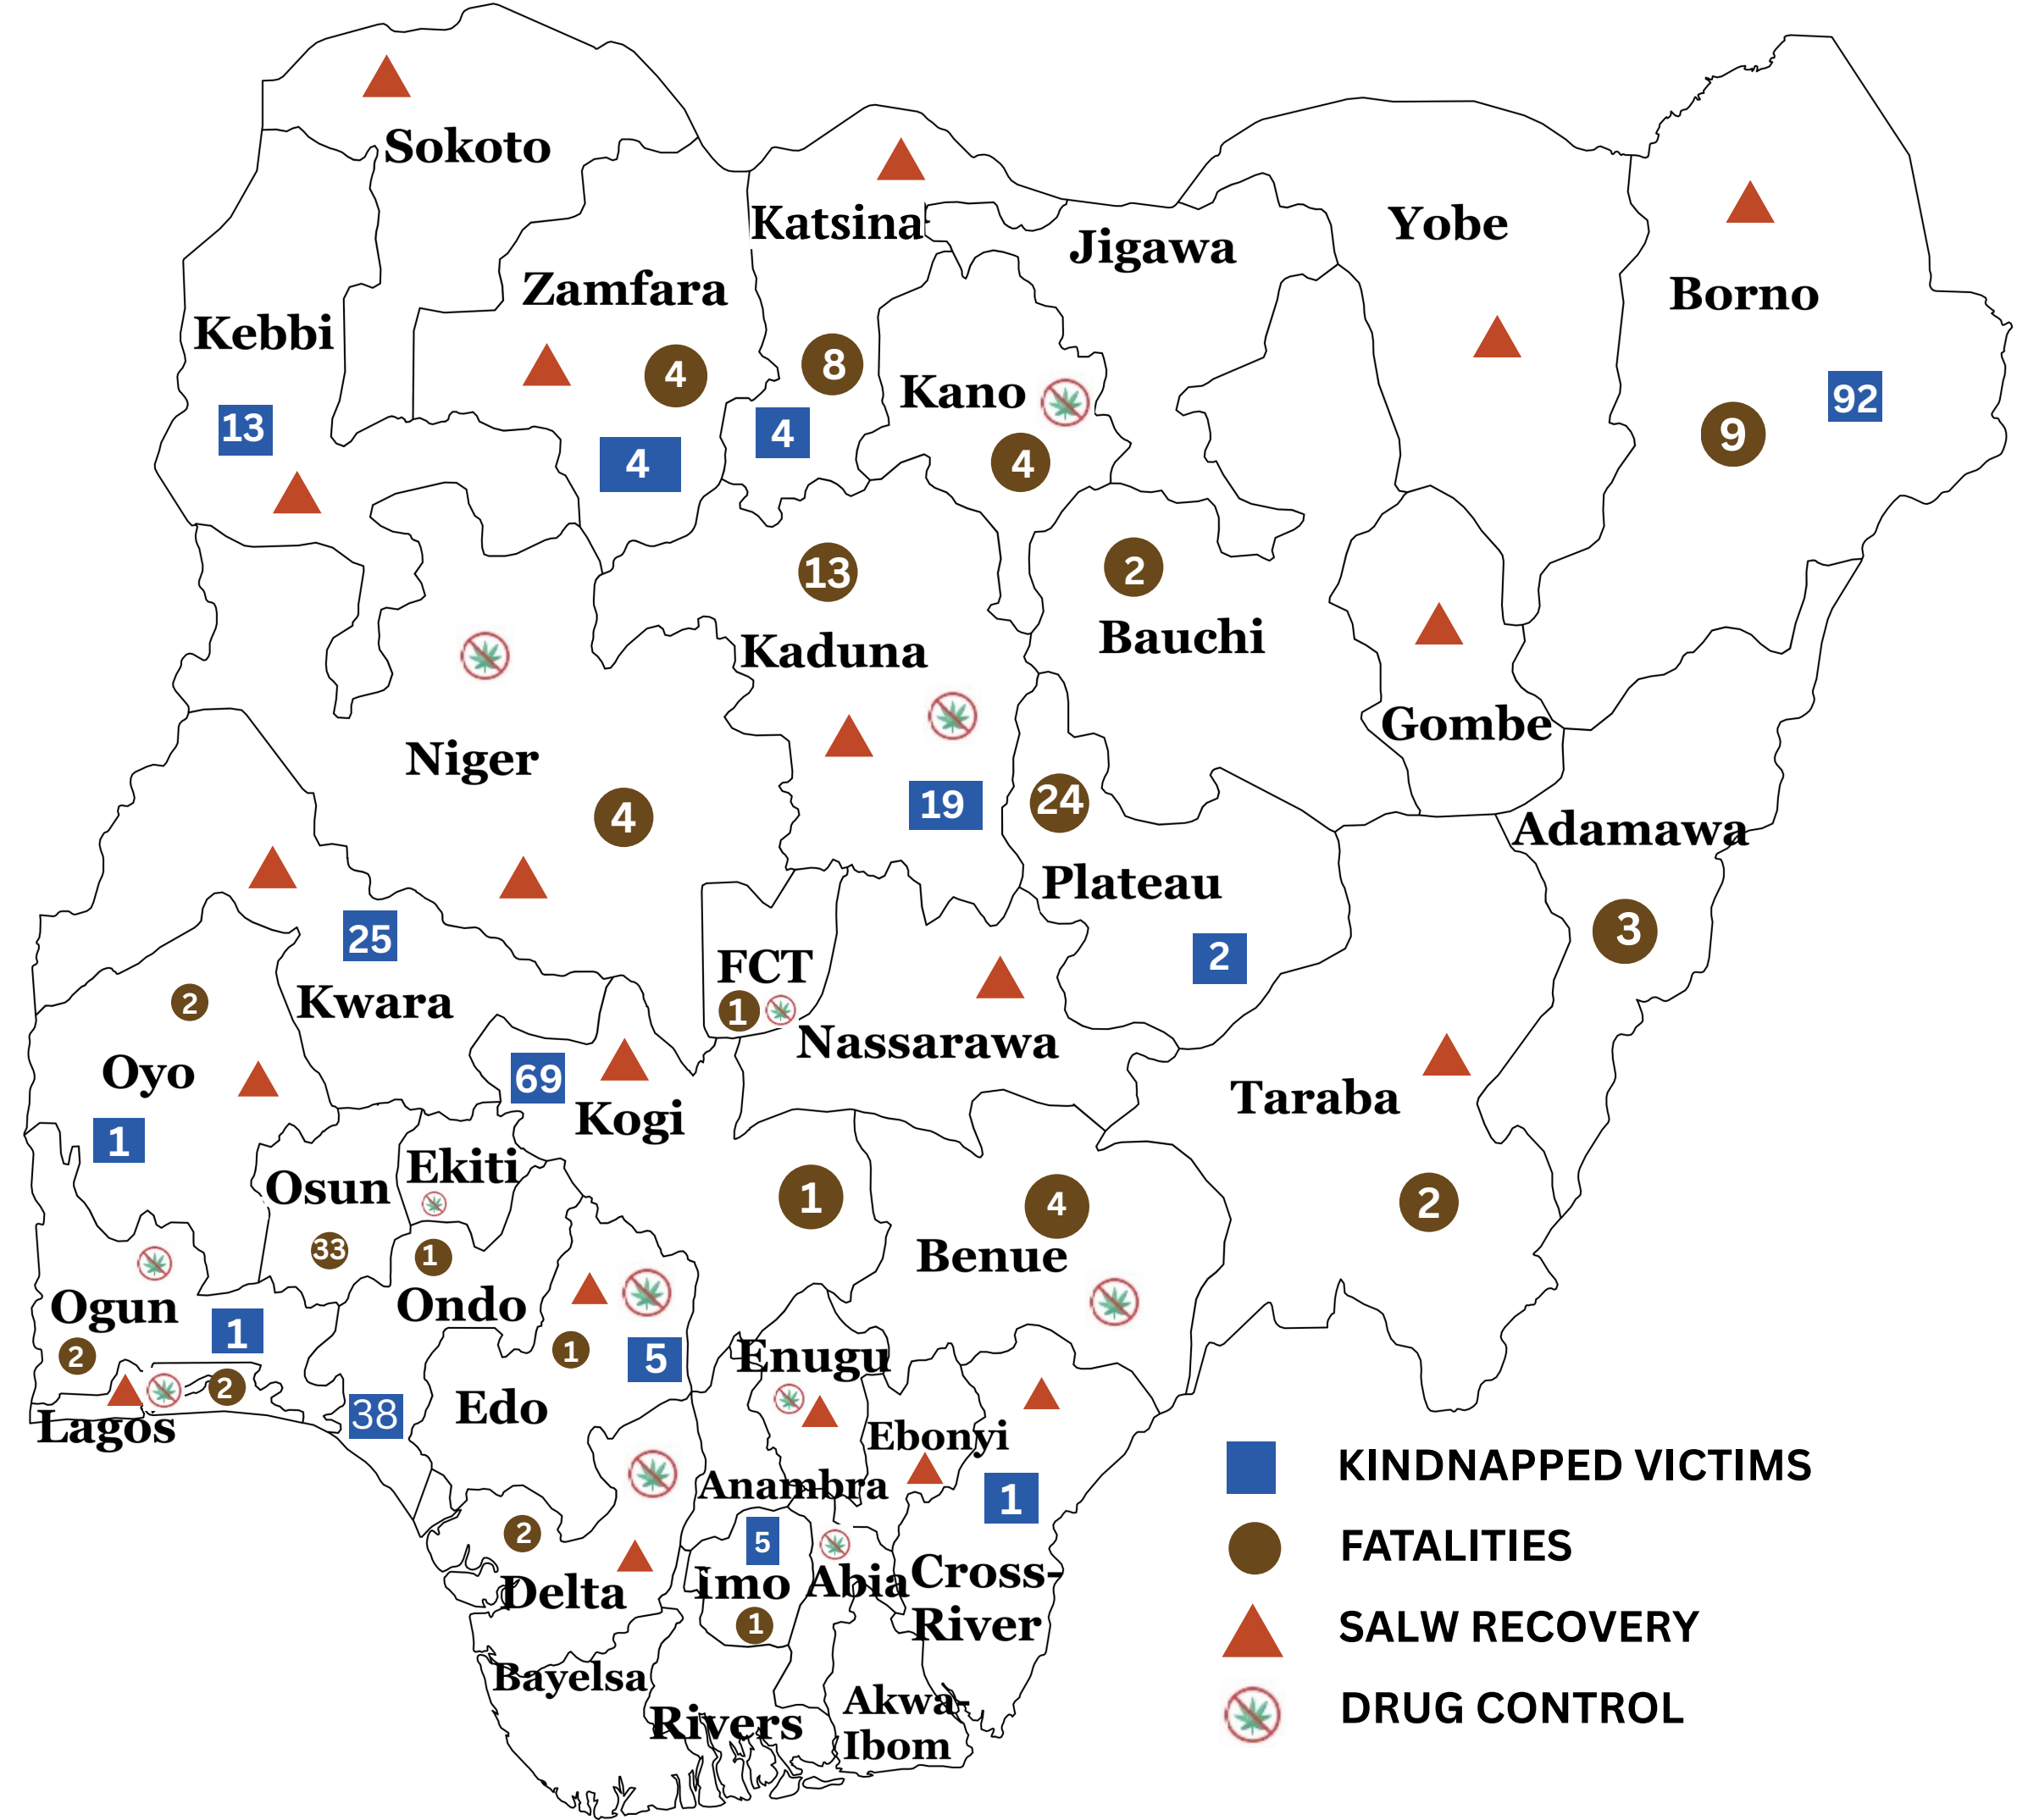 Sokoto
Katsina
Yobe
Jigawa
Zamfara
Borno
Kebbi
4
8
Kano
92
13
4
4
4
9
13
2
Kaduna
Bauchi
Gombe
Niger
19
24
4
Adamawa
Plateau
25
3
FCT
2
2
Kwara
1
Nassarawa
Oyo
69
Kogi
Taraba
1
Ekiti
Osun
1
4
2
33
1
Benue
Ogun
Ondo
1
2
1
5
Enugu
2
38
Edo
Lagos
Ebonyi
KINDNAPPED VICTIMS
Anambra
1
2
5
FATALITIES
Delta
Imo
Abia
Cross-
River
1
SALW RECOVERY
Bayelsa
Akwa-
Ibom
Rivers
DRUG CONTROL